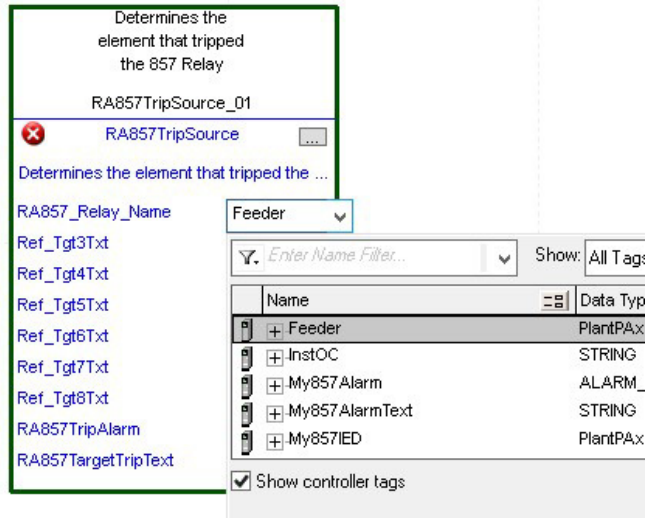 Determines the
element that tripped
the 857 Relay
RA857TripSource_01
RA857TripSource
...
Determines the element that tripped the ...
RA857_Relay_Name
Feeder
Ref_Tgt3Txt
Ref_Tgt4Txt
Ref_Tgt5Txt
Ref_Tgt6Txt
Ref_Tgt7Txt
Ref_Tgt8Txt
RA857TripAlarm
RA857TargetTripText
Enter Name Filter...
Show: All Tags
Name Data Typ
Feeder PlantPAx
InstOC STRING
My857Alarm ALARM_
My857AlarmText STRING
My857IED PlantPAx
Show controller tags